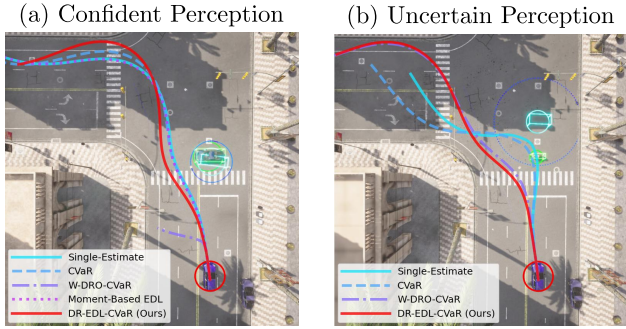 (a) Confident Perception
(b) Uncertain Perception
Single-Estimate
CVaR
W-DRO-CVaR
Moment-Based EDL
DR-EDL-CVaR (Ours)
Single-Estimate
CVaR
W-DRO-CVaR
DR-EDL-CVaR (Ours)